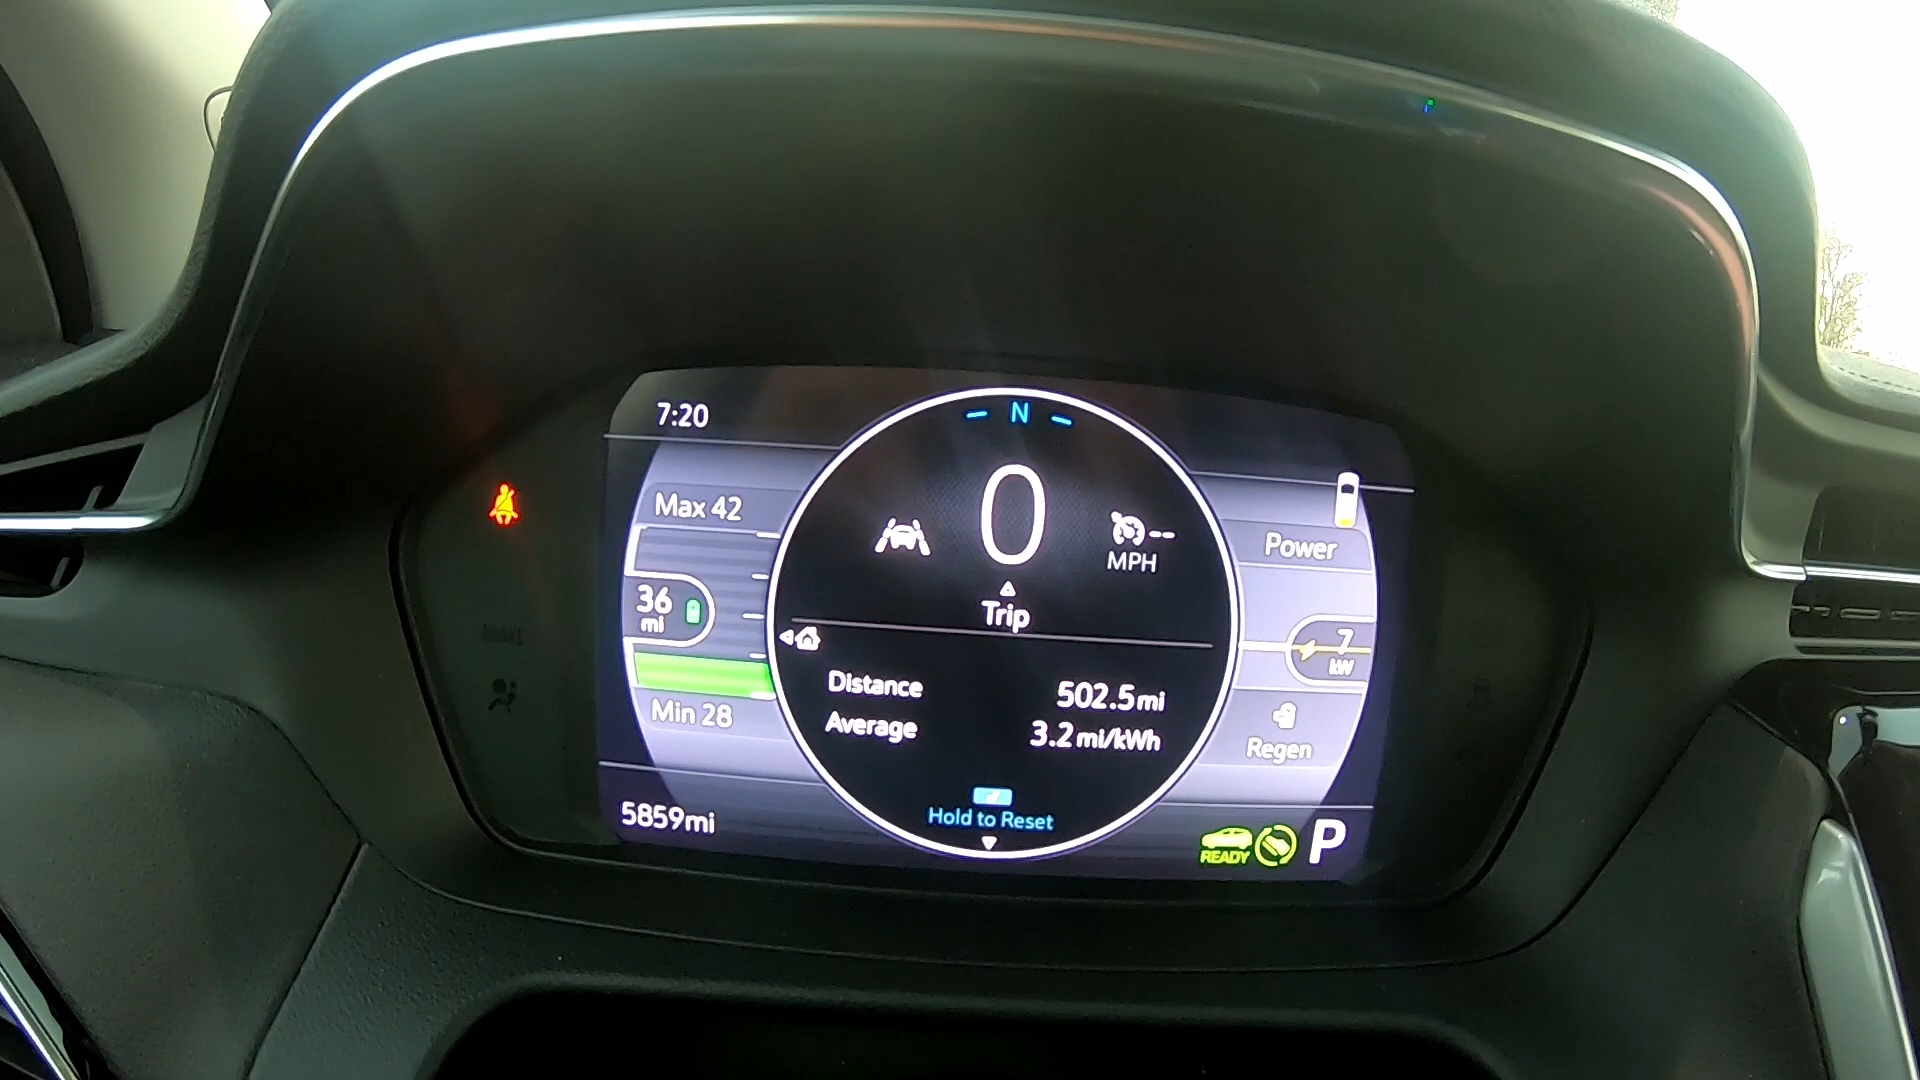 7:20
N
Max 42
0
MPH
Power
36
mi
Trip
7
kW
Distance 502.5mi
Average 3.2 mi/kWh
Min 28
Regen
Hold to Reset
5859mi
READY
P